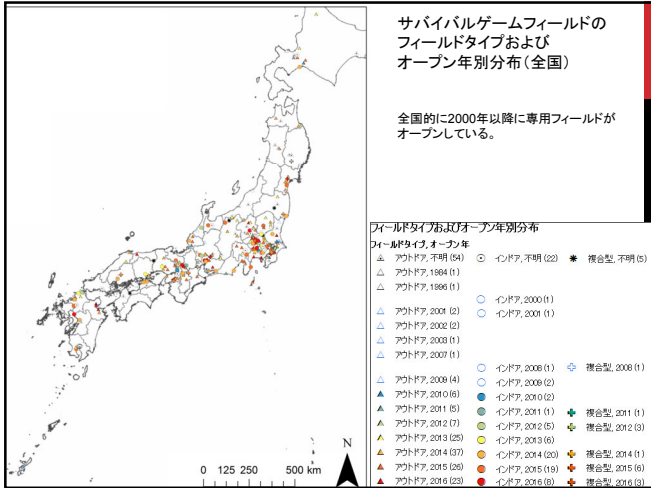 サバイバルゲームフィールドの
フィールドタイプおよび
オープン年別分布(全国)
全国的に2000年以降に専用フィールドが
オープンしている。
フィールドタイプおよびオープン年別分布
フィールドタイプ, オープン年
アウトドア, 不明 (54) インドア, 不明 (22) 複合型, 不明 (5)
アウトドア, 1984 (1)
アウトドア, 1996 (1)
インドア, 2000 (1)
アウトドア, 2001 (2) インドア, 2001 (1)
アウトドア, 2002 (2)
アウトドア, 2003 (1)
アウトドア, 2007 (1)
インドア, 2008 (1) 複合型, 2008 (1)
アウトドア, 2009 (4) インドア, 2009 (2)
アウトドア, 2010 (6) インドア, 2010 (2)
アウトドア, 2011 (5) インドア, 2011 (1) 複合型, 2011 (1)
アウトドア, 2012 (7) インドア, 2012 (5) 複合型, 2012 (3)
アウトドア, 2013 (25) インドア, 2013 (6)
アウトドア, 2014 (37) インドア, 2014 (20) 複合型, 2014 (1)
アウトドア, 2015 (26) インドア, 2015 (19) 複合型, 2015 (6)
アウトドア, 2016 (23) インドア, 2016 (8) 複合型, 2016 (3)
N
0 125 250 500 km